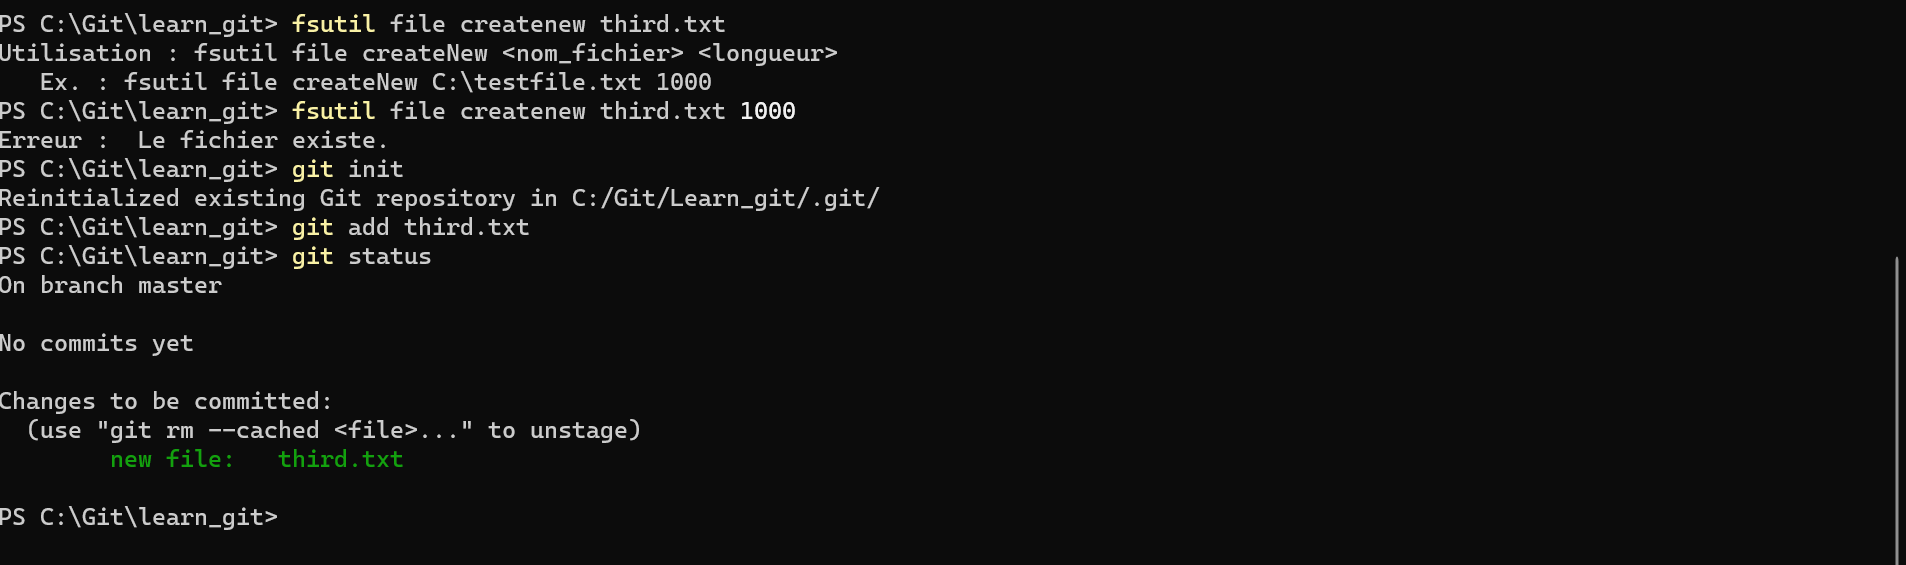 PS C:\Git\learn_git> fsutil file createnew third.txt
Utilisation : fsutil file createNew <nom_fichier> <longueur>
   Ex. : fsutil file createNew C:\testfile.txt 1000
PS C:\Git\learn_git> fsutil file createnew third.txt 1000
Erreur :  Le fichier existe.
PS C:\Git\learn_git> git init
Reinitialized existing Git repository in C:/Git/Learn_git/.git/
PS C:\Git\learn_git> git add third.txt
PS C:\Git\learn_git> git status
On branch master
No commits yet
Changes to be committed:
  (use "git rm --cached <file>..." to unstage)
        new file:   third.txt
PS C:\Git\learn_git>